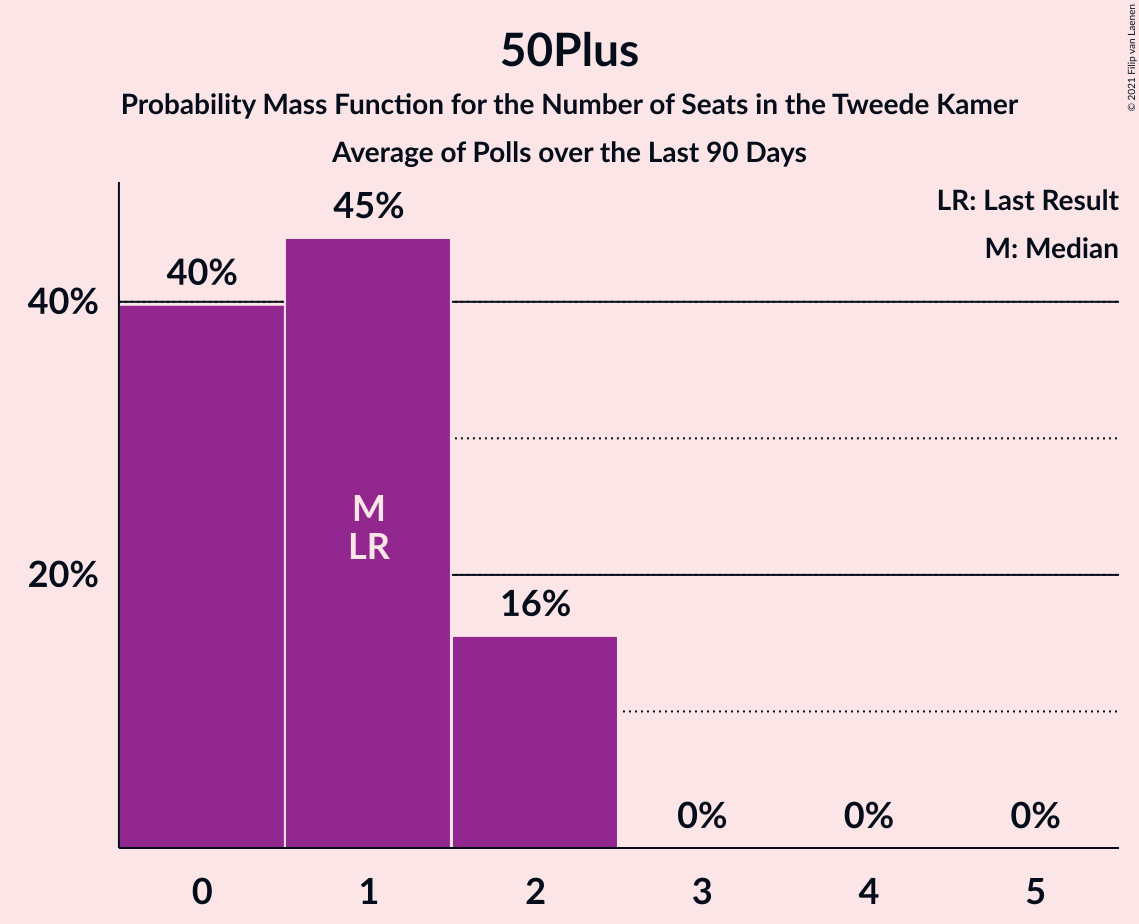 50Plus
Probability Mass Function for the Number of Seats in the Tweede Kamer
Average of Polls over the Last 90 Days
© 2021 Filip van Laenen
LR: Last Result
M: Median
45%
40%
40%
M
LR
20%
16%
0% 0% 0%
0 1 2 3 4 5